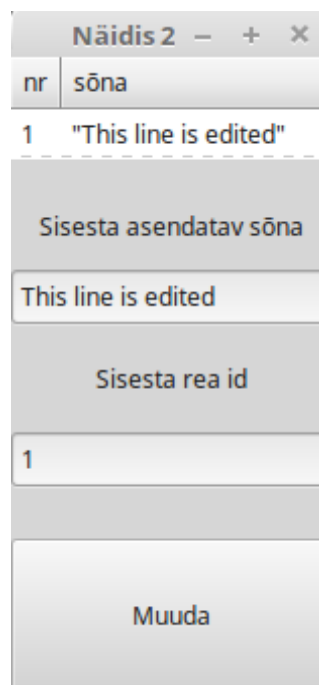 Näidis 2 – + ×
nr sõna
1 "This line is edited"
Sisesta asendatav sõna
This line is edited
Sisesta rea id
1
Muuda